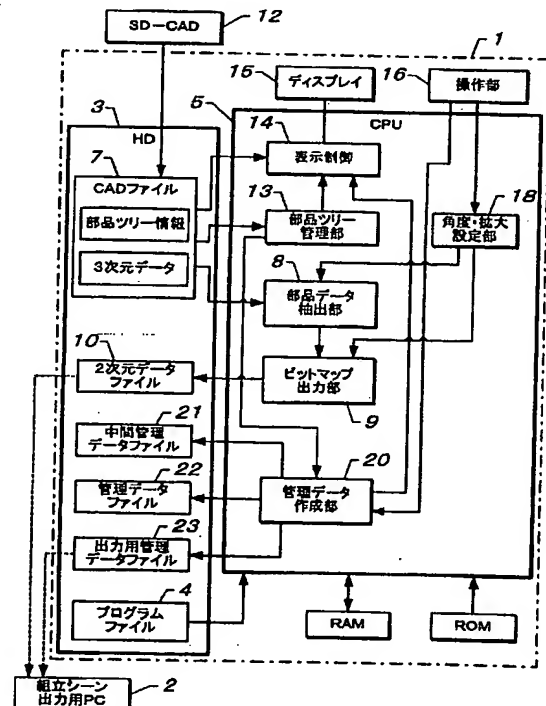 3D-CAD
12
1
15
ディスプレイ
16
操作部
3
HD
5
14
CPU
表示制御
7
CADファイル
部品ツリー情報
3次元データ
13
部品ツリー
管理部
18
角度・拡大
設定部
8
部品データ
抽出部
10
2次元データ
ファイル
ビットマップ
出力部
9
21
中間管理
データファイル
20
管理データ
作成部
22
管理データ
ファイル
23
出力用管理
データファイル
4
プログラム
ファイル
RAM
ROM
組立シーン
出力用PC
2